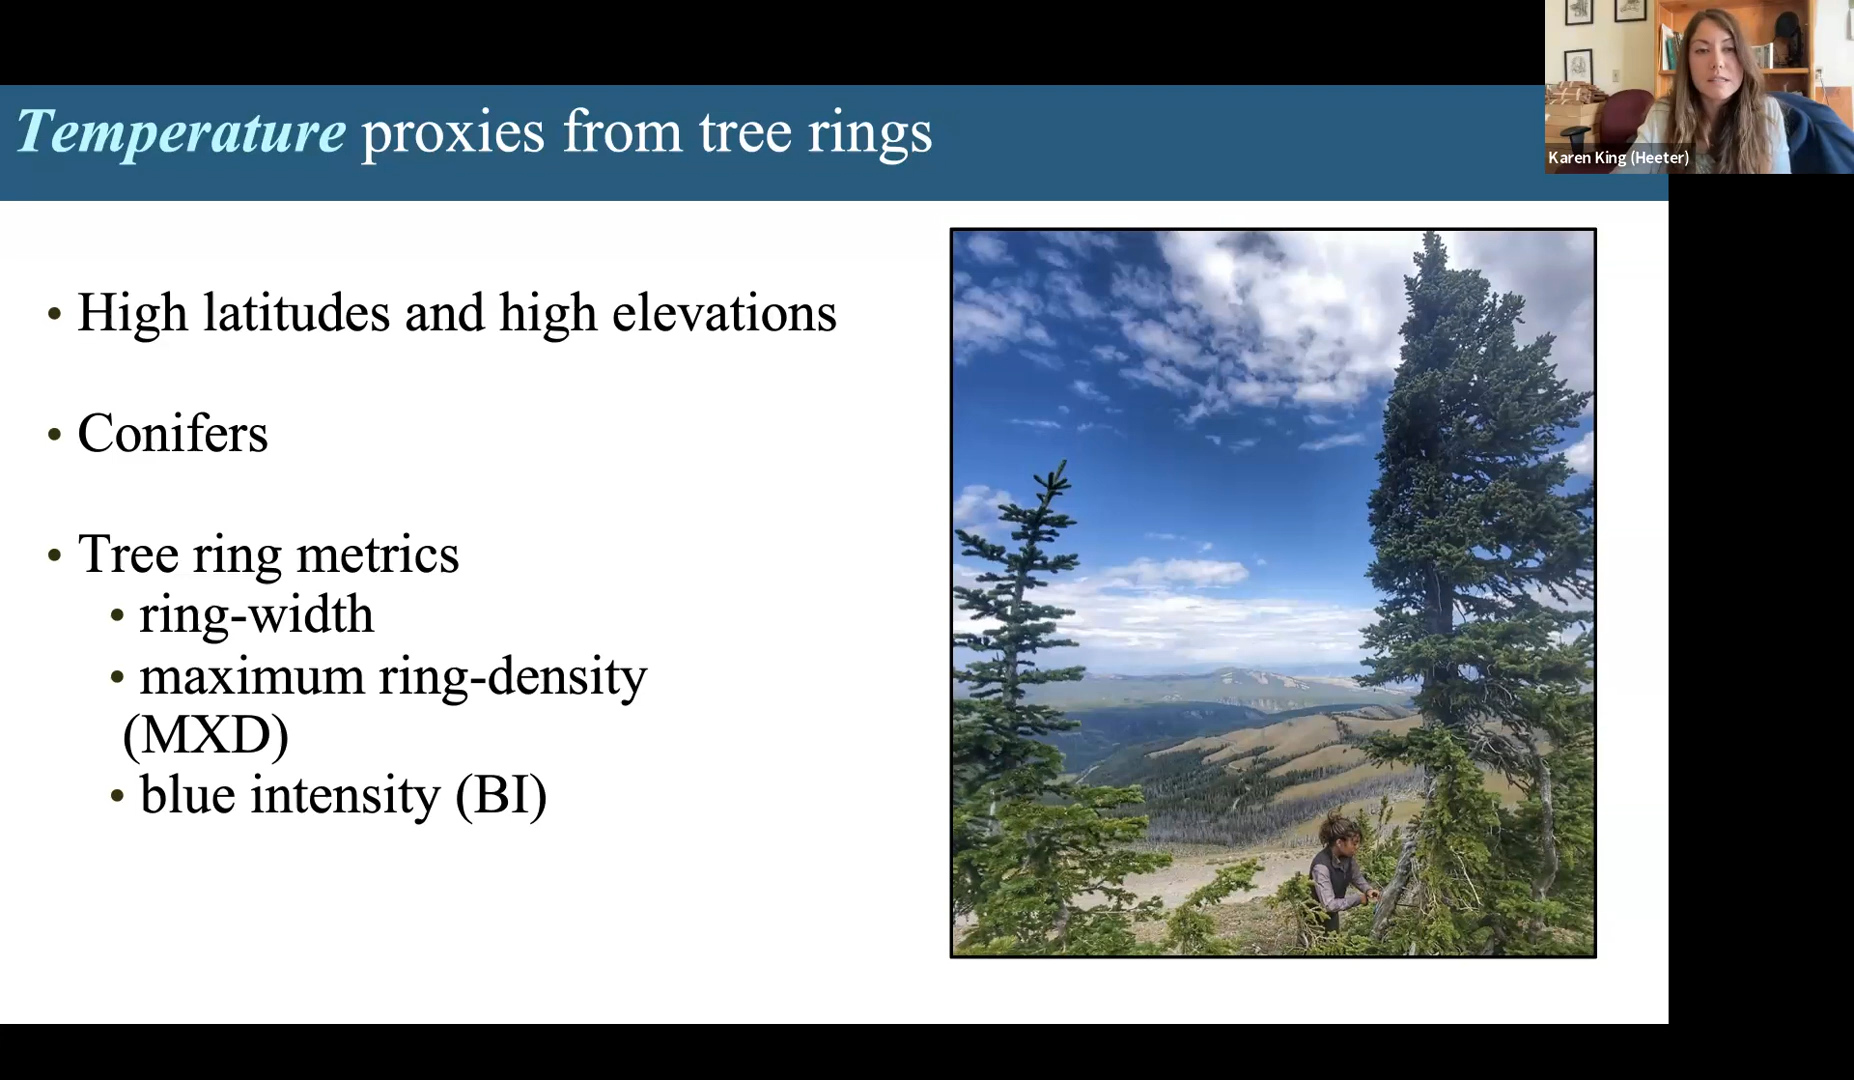 Temperature proxies from tree rings
Karen King (Heeter)
• High latitudes and high elevations
• Conifers
• Tree ring metrics
• ring-width
• maximum ring-density
(MXD)
• blue intensity (BI)